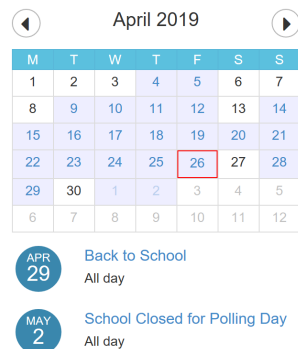 April 2019
M T W T F S S
1 2 3 4 5 6 7
8 9 10 11 12 13 14
15 16 17 18 19 20 21
22 23 24 25 26 27 28
29 30 1 2 3 4 5
6 7 8 9 10 11 12
APR
29
Back to School
All day
MAY
2
School Closed for Polling Day
All day